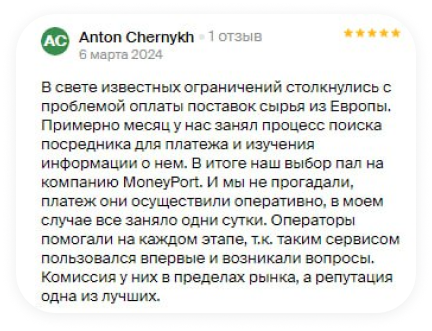 AC
Anton Chernykh • 1 отзыв
6 марта 2024
В свете известных ограничений столкнулись с
проблемой оплаты поставок сырья из Европы.
Примерно месяц у нас занял процесс поиска
посредника для платежа и изучения
информации о нем. В итоге наш выбор пал на
компанию MoneyPort. И мы не прогадали,
платеж они осуществили оперативно, в моем
случае все заняло одни сутки. Операторы
помогали на каждом этапе, т.к. таким сервисом
пользовался впервые и возникали вопросы.
Комиссия у них в пределах рынка, а репутация
одна из лучших.